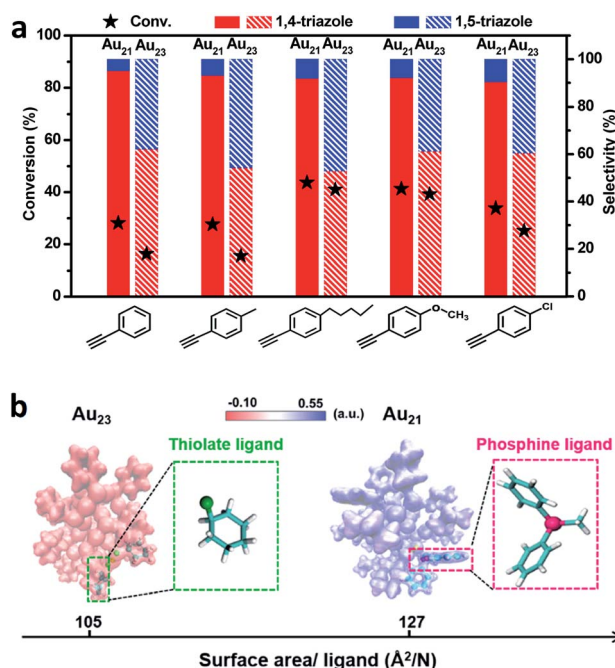 a
★ Conv. 1,4-triazole 1,5-triazole
Au21 Au23 Au21 Au23 Au21 Au23 Au21 Au23 Au21 Au23
100
80
60
40
20
0
Conversion (%)
100
80
60
40
20
0
Selectivity (%)
O CH3
Cl
b
-0.10 0.55
(a.u.)
Au23
Au21
Thiolate ligand
Phosphine ligand
105
127
Surface area/ ligand (Å2/N)